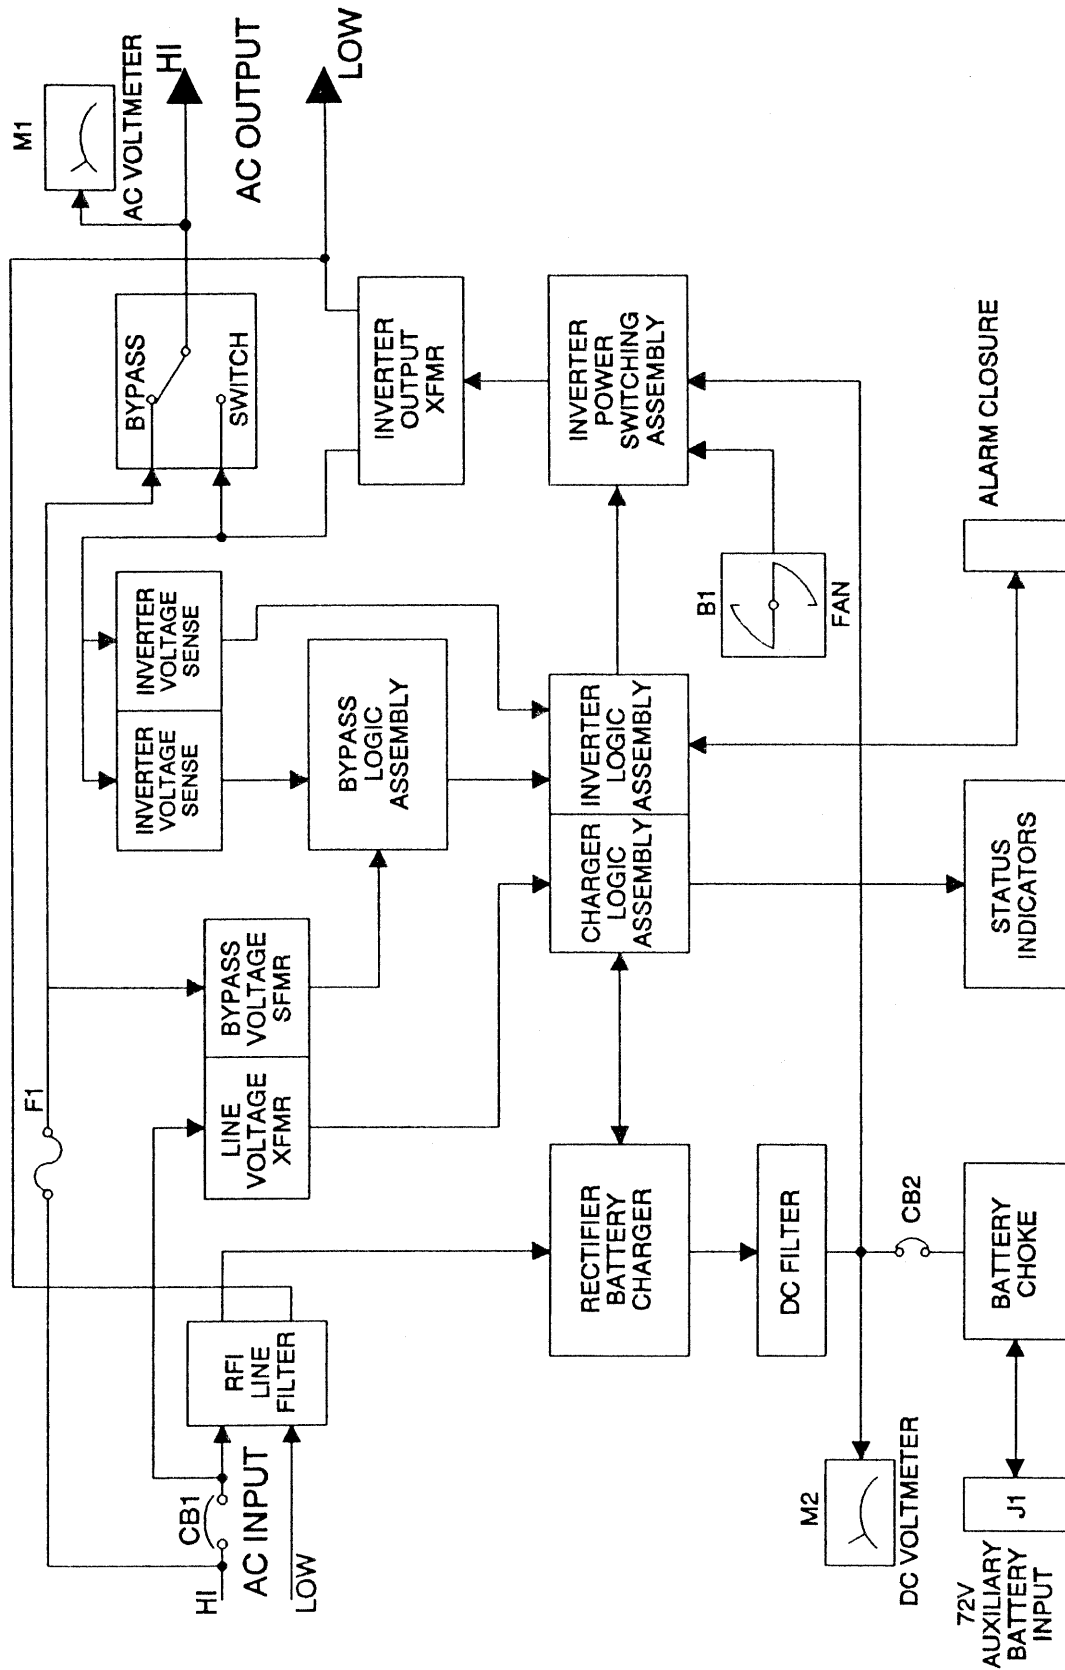 M1
AC VOLTMETER
HI
AC OUTPUT
LOW
BYPASS
SWITCH
INVERTER
OUTPUT
XFMR
INVERTER
POWER
SWITCHING
ASSEMBLY
ALARM CLOSURE
INVERTER
VOLTAGE
SENSE
INVERTER
VOLTAGE
SENSE
BYPASS
LOGIC
ASSEMBLY
B1
FAN
INVERTER
LOGIC
ASSEMBLY
CHARGER
LOGIC
ASSEMBLY
STATUS
INDICATORS
F1
BYPASS
VOLTAGE
SFMR
LINE
VOLTAGE
XFMR
RECTIFIER
BATTERY
CHARGER
DC FILTER
CB2
BATTERY
CHOKE
RFI
LINE
FILTER
CB1
AC INPUT
HI
LOW
M2
DC VOLTMETER
J1
72V
AUXILIARY
BATTERY
INPUT